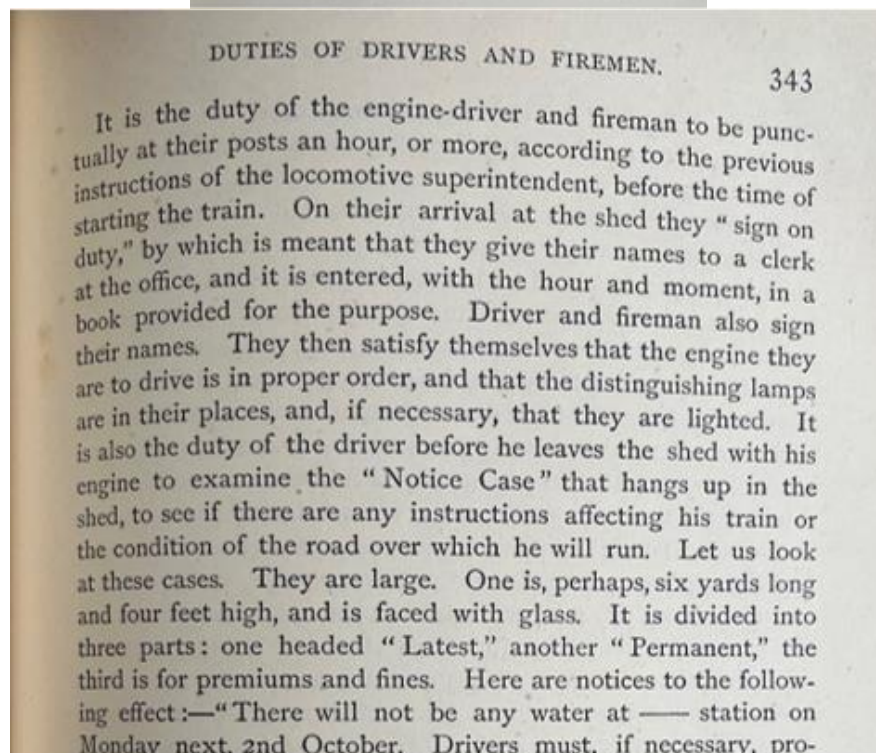 DUTIES OF DRIVERS AND FIREMEN.
343
It is the duty of the engine-driver and fireman to be punc-
tually at their posts an hour, or more, according to the previous
instructions of the locomotive superintendent, before the time of
starting the train. On their arrival at the shed they “sign on
duty,” by which is meant that they give their names to a clerk
at the office, and it is entered, with the hour and moment, in a
book provided for the purpose. Driver and fireman also sign
their names. They then satisfy themselves that the engine they
are to drive is in proper order, and that the distinguishing lamps
are in their places, and, if necessary, that they are lighted. It
is also the duty of the driver before he leaves the shed with his
engine to examine the “Notice Case” that hangs up in the
shed, to see if there are any instructions affecting his train or
the condition of the road over which he will run. Let us look
at these cases. They are large. One is, perhaps, six yards long
and four feet high, and is faced with glass. It is divided into
three parts: one headed “Latest,” another “Permanent,” the
third is for premiums and fines. Here are notices to the follow-
ing effect:—“There will not be any water at —— station on
Monday next, 2nd October. Drivers must, if necessary, pro-